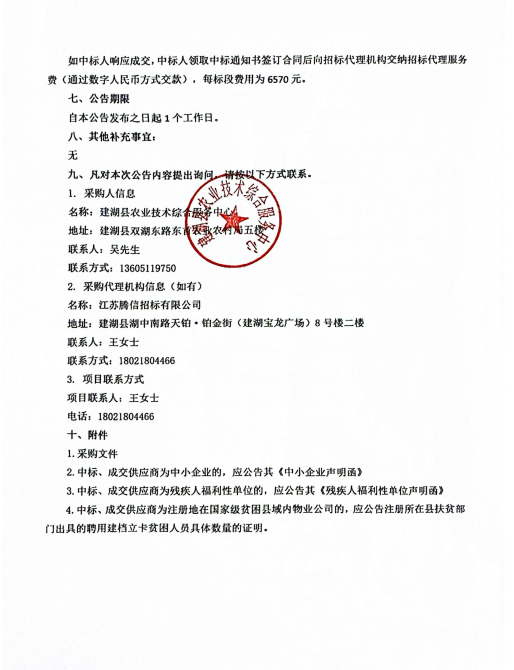 如中标人响应成交，中标人领取中标通知书签订合同后向招标代理机构交纳招标代理服务
费（通过数字人民币方式交款），每标段费用为 6570 元。
七、公告期限
自本公告发布之日起 1 个工作日。
八、其他补充事宜：
无
九、凡对本次公告内容提出询问，请按以下方式联系。
1. 采购人信息
名称：建湖县农业技术综合服务中心
地址：建湖县双湖东路东首农业农村局五楼
建湖县农业技术综合服务中心
联系人：吴先生
联系方式：13605119750
2. 采购代理机构信息（如有）
名称：江苏腾信招标有限公司
地址：建湖县湖中南路天铂·铂金街（建湖宝龙广场）8 号楼二楼
联系人：王女士
联系方式：18021804466
3. 项目联系方式
项目联系人：王女士
电话：18021804466
十、附件
1.采购文件
2.中标、成交供应商为中小企业的，应公告其《中小企业声明函》
3.中标、成交供应商为残疾人福利性单位的，应公告其《残疾人福利性单位声明函》
4.中标、成交供应商为注册地在国家级贫困县域内物业公司的，应公告注册所在县扶贫部
门出具的聘用建档立卡贫困人员具体数量的证明。